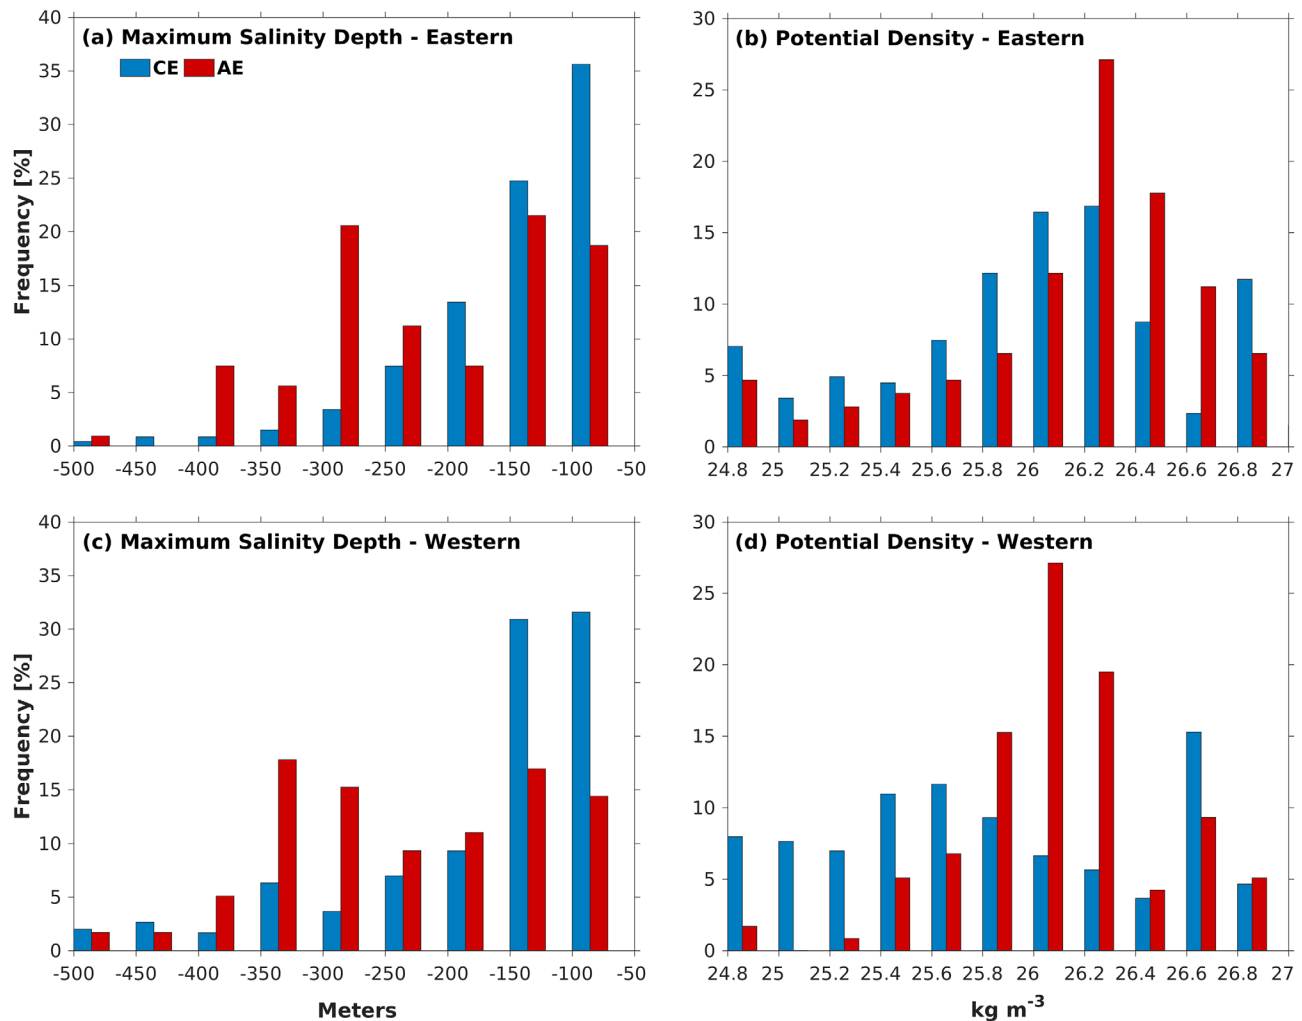 (a) Maximum Salinity Depth - Eastern
CE AE
Frequency [%]
40
35
30
25
20
15
10
5
0
-500 -450 -400 -350 -300 -250 -200 -150 -100 -50
(b) Potential Density - Eastern
30
25
20
15
10
5
0
24.8 25 25.2 25.4 25.6 25.8 26 26.2 26.4 26.6 26.8 27
(c) Maximum Salinity Depth - Western
Frequency [%]
40
35
30
25
20
15
10
5
0
-500 -450 -400 -350 -300 -250 -200 -150 -100 -50
Meters
(d) Potential Density - Western
30
25
20
15
10
5
0
24.8 25 25.2 25.4 25.6 25.8 26 26.2 26.4 26.6 26.8 27
kg m⁻³